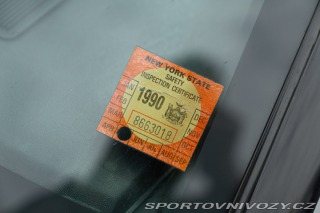 NEW YORK STATE
SAFETY
INSPECTION CERTIFICATE
1990
8663018
SPORTOVNIVOZY.CZ